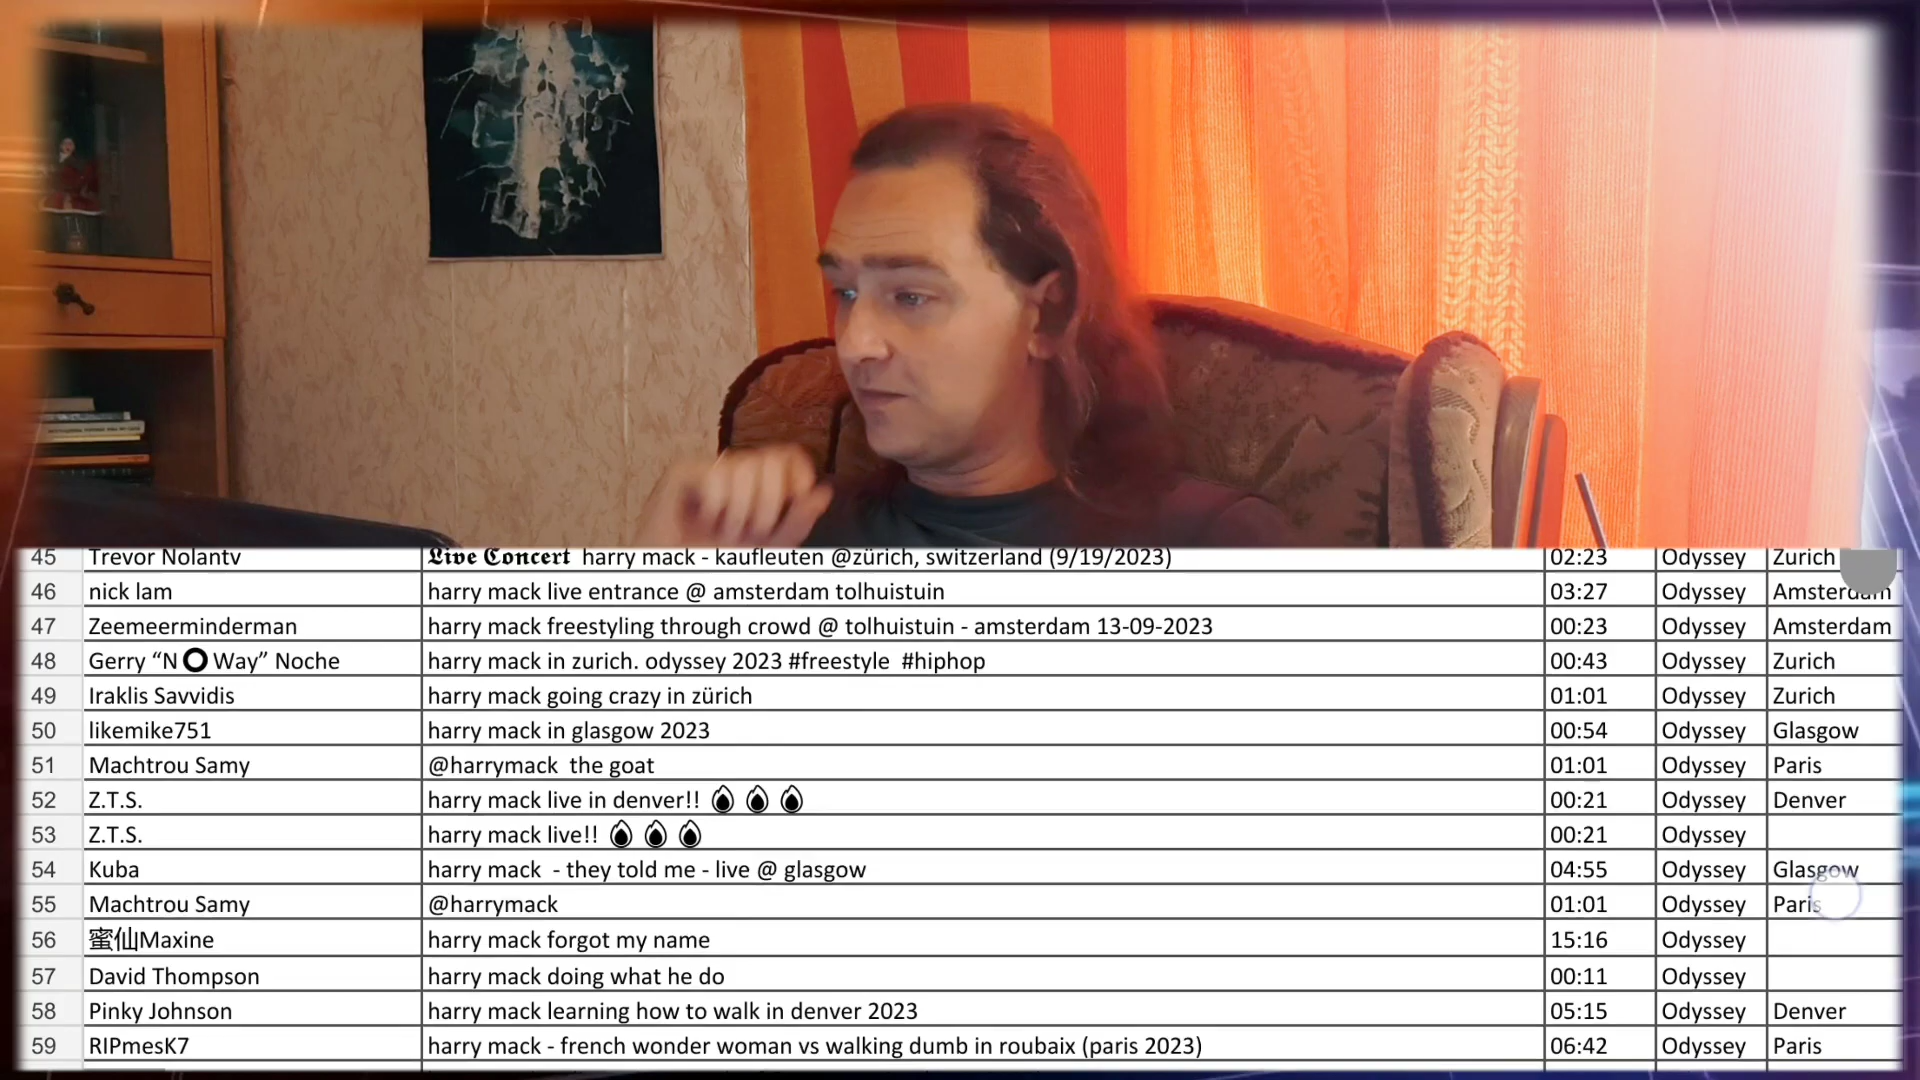 45 Trevor Nolantv 𝕷𝖎𝖛𝖊 𝕮𝖔𝖓𝖈𝖊𝖗𝖙 harry mack - kaufleuten @zürich, switzerland (9/19/2023) 02:23 Odyssey Zurich
46 nick lam harry mack live entrance @ amsterdam tolhuistuin 03:27 Odyssey Amsterdam
47 Zeemeerminderman harry mack freestyling through crowd @ tolhuistuin - amsterdam 13-09-2023 00:23 Odyssey Amsterdam
48 Gerry “N⭕Way” Noche harry mack in zurich. odyssey 2023 #freestyle #hiphop 00:43 Odyssey Zurich
49 Iraklis Savvidis harry mack going crazy in zürich 01:01 Odyssey Zurich
50 likemike751 harry mack in glasgow 2023 00:54 Odyssey Glasgow
51 Machtrou Samy @harrymack the goat 01:01 Odyssey Paris
52 Z.T.S. harry mack live in denver!! 🔥 🔥 🔥 00:21 Odyssey Denver
53 Z.T.S. harry mack live!! 🔥 🔥 🔥 00:21 Odyssey
54 Kuba harry mack - they told me - live @ glasgow 04:55 Odyssey Glasgow
55 Machtrou Samy @harrymack 01:01 Odyssey Paris
56 蜜仙Maxine harry mack forgot my name 15:16 Odyssey
57 David Thompson harry mack doing what he do 00:11 Odyssey
58 Pinky Johnson harry mack learning how to walk in denver 2023 05:15 Odyssey Denver
59 RIPmesK7 harry mack - french wonder woman vs walking dumb in roubaix (paris 2023) 06:42 Odyssey Paris